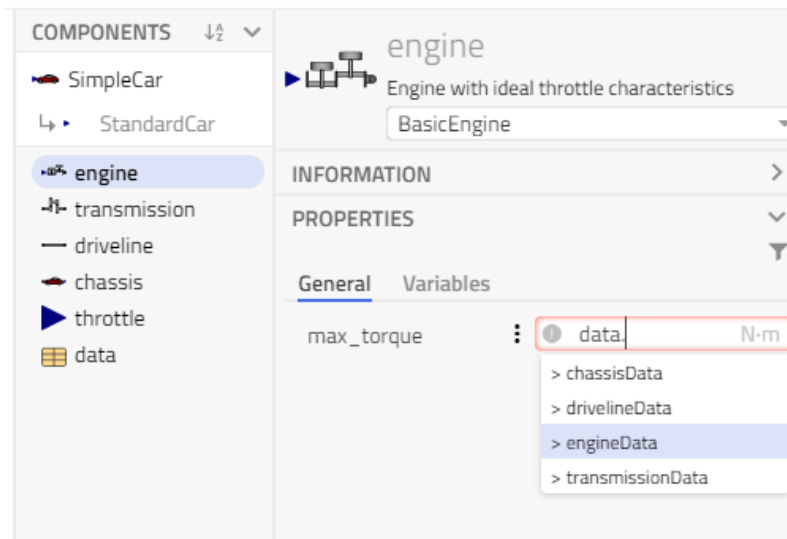 COMPONENTS
SimpleCar
StandardCar
engine
transmission
driveline
chassis
throttle
data
engine
Engine with ideal throttle characteristics
BasicEngine
INFORMATION
PROPERTIES
General Variables
max_torque data. N·m
> chassisData
> drivelineData
> engineData
> transmissionData